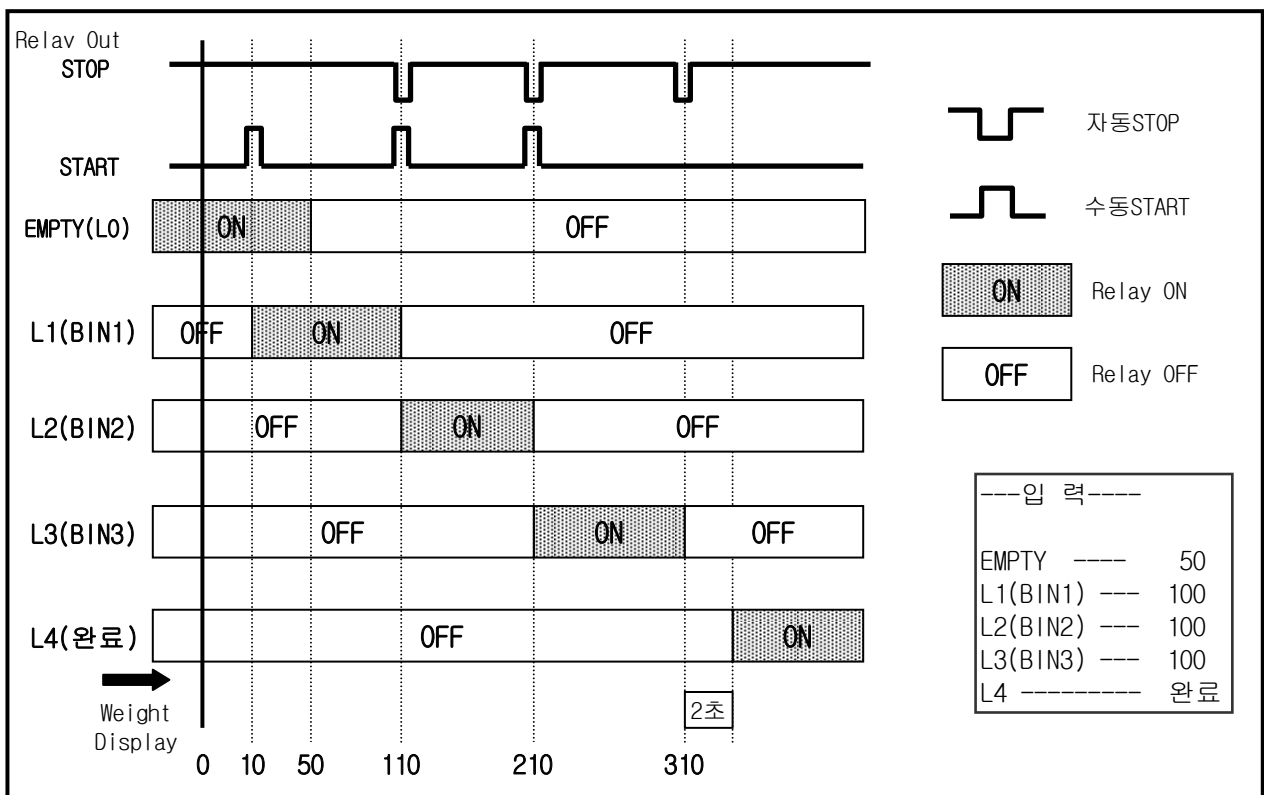 Relav Out
STOP
START
EMPTY(L0) ON OFF
L1(BIN1) OFF ON OFF
L2(BIN2) OFF ON OFF
L3(BIN3) OFF ON OFF
L4(완료) OFF ON
Weight
Display
2초
0 10 50 110 210 310
자동STOP
수동START
ON Relay ON
OFF Relay OFF
---입 력----
EMPTY ---- 50
L1(BIN1) --- 100
L2(BIN2) --- 100
L3(BIN3) --- 100
L4 --------- 완료